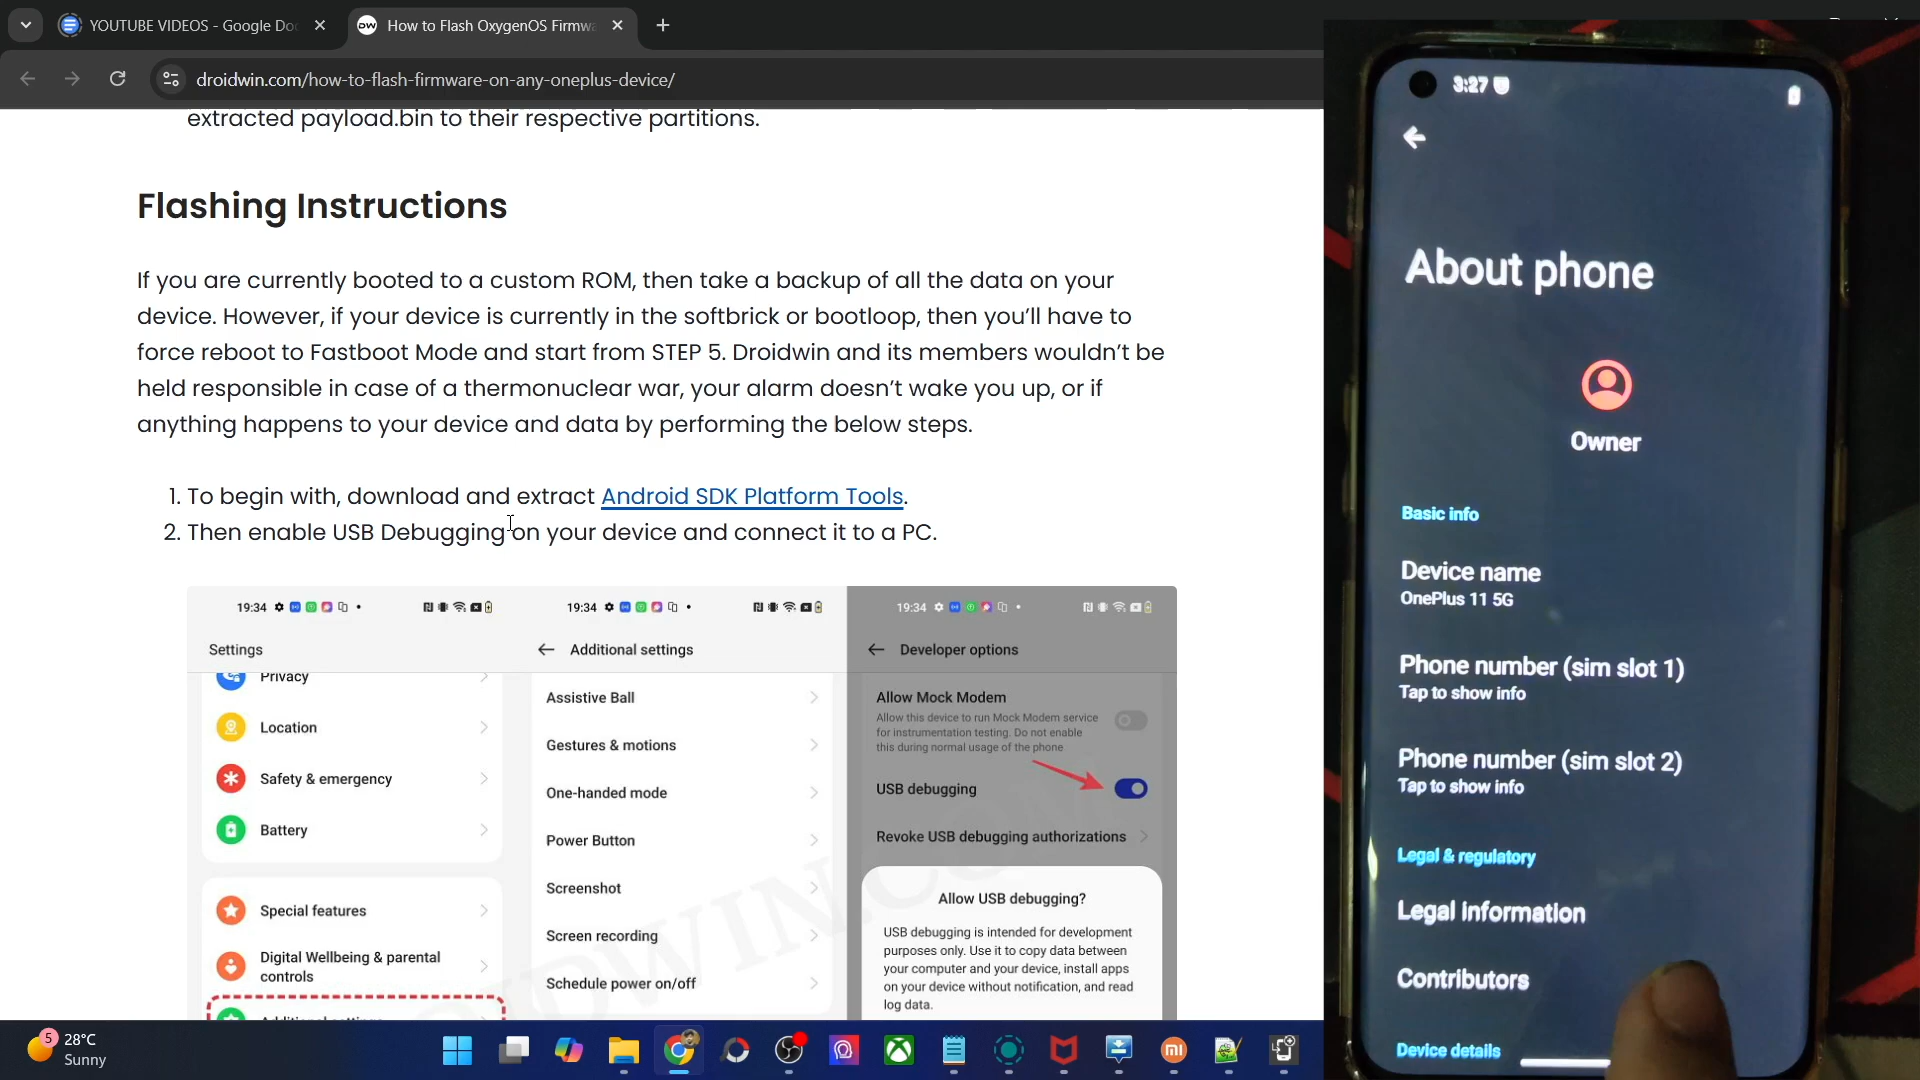 YOUTUBE VIDEOS - Google Do
DW
How to Flash OxygenOS Firmw
droidwin.com/how-to-flash-firmware-on-any-oneplus-device/
extracted payload.bin to their respective partitions.
Flashing Instructions
If you are currently booted to a custom ROM, then take a backup of all the data on your
device. However, if your device is currently in the softbrick or bootloop, then you'll have to
force reboot to Fastboot Mode and start from STEP 5. Droidwin and its members wouldn't be
held responsible in case of a thermonuclear war, your alarm doesn't wake you up, or if
anything happens to your device and data by performing the below steps.
1. To begin with, download and extract Android SDK Platform Tools.
2. Then enable USB Debugging on your device and connect it to a PC.
19:34
Settings
Privacy
Location
Safety & emergency
Battery
Special features
Digital Wellbeing & parental
controls
Additional settings
19:34
Additional settings
Assistive Ball
Gestures & motions
One-handed mode
Power Button
Screenshot
Screen recording
Schedule power on/off
19:34
Developer options
Allow Mock Modem
Allow this device to run Mock Modem service
for instrumentation testing. Do not enable
this during normal usage of the phone
USB debugging
Revoke USB debugging authorizations
Allow USB debugging?
USB debugging is intended for development
purposes only. Use it to copy data between
your computer and your device, install apps
on your device without notification, and read
log data.
5
28°C
Sunny
3:27
About phone
Owner
Basic info
Device name
OnePlus 11 5G
Phone number (sim slot 1)
Tap to show info
Phone number (sim slot 2)
Tap to show info
Legal & regulatory
Legal information
Contributors
Device details